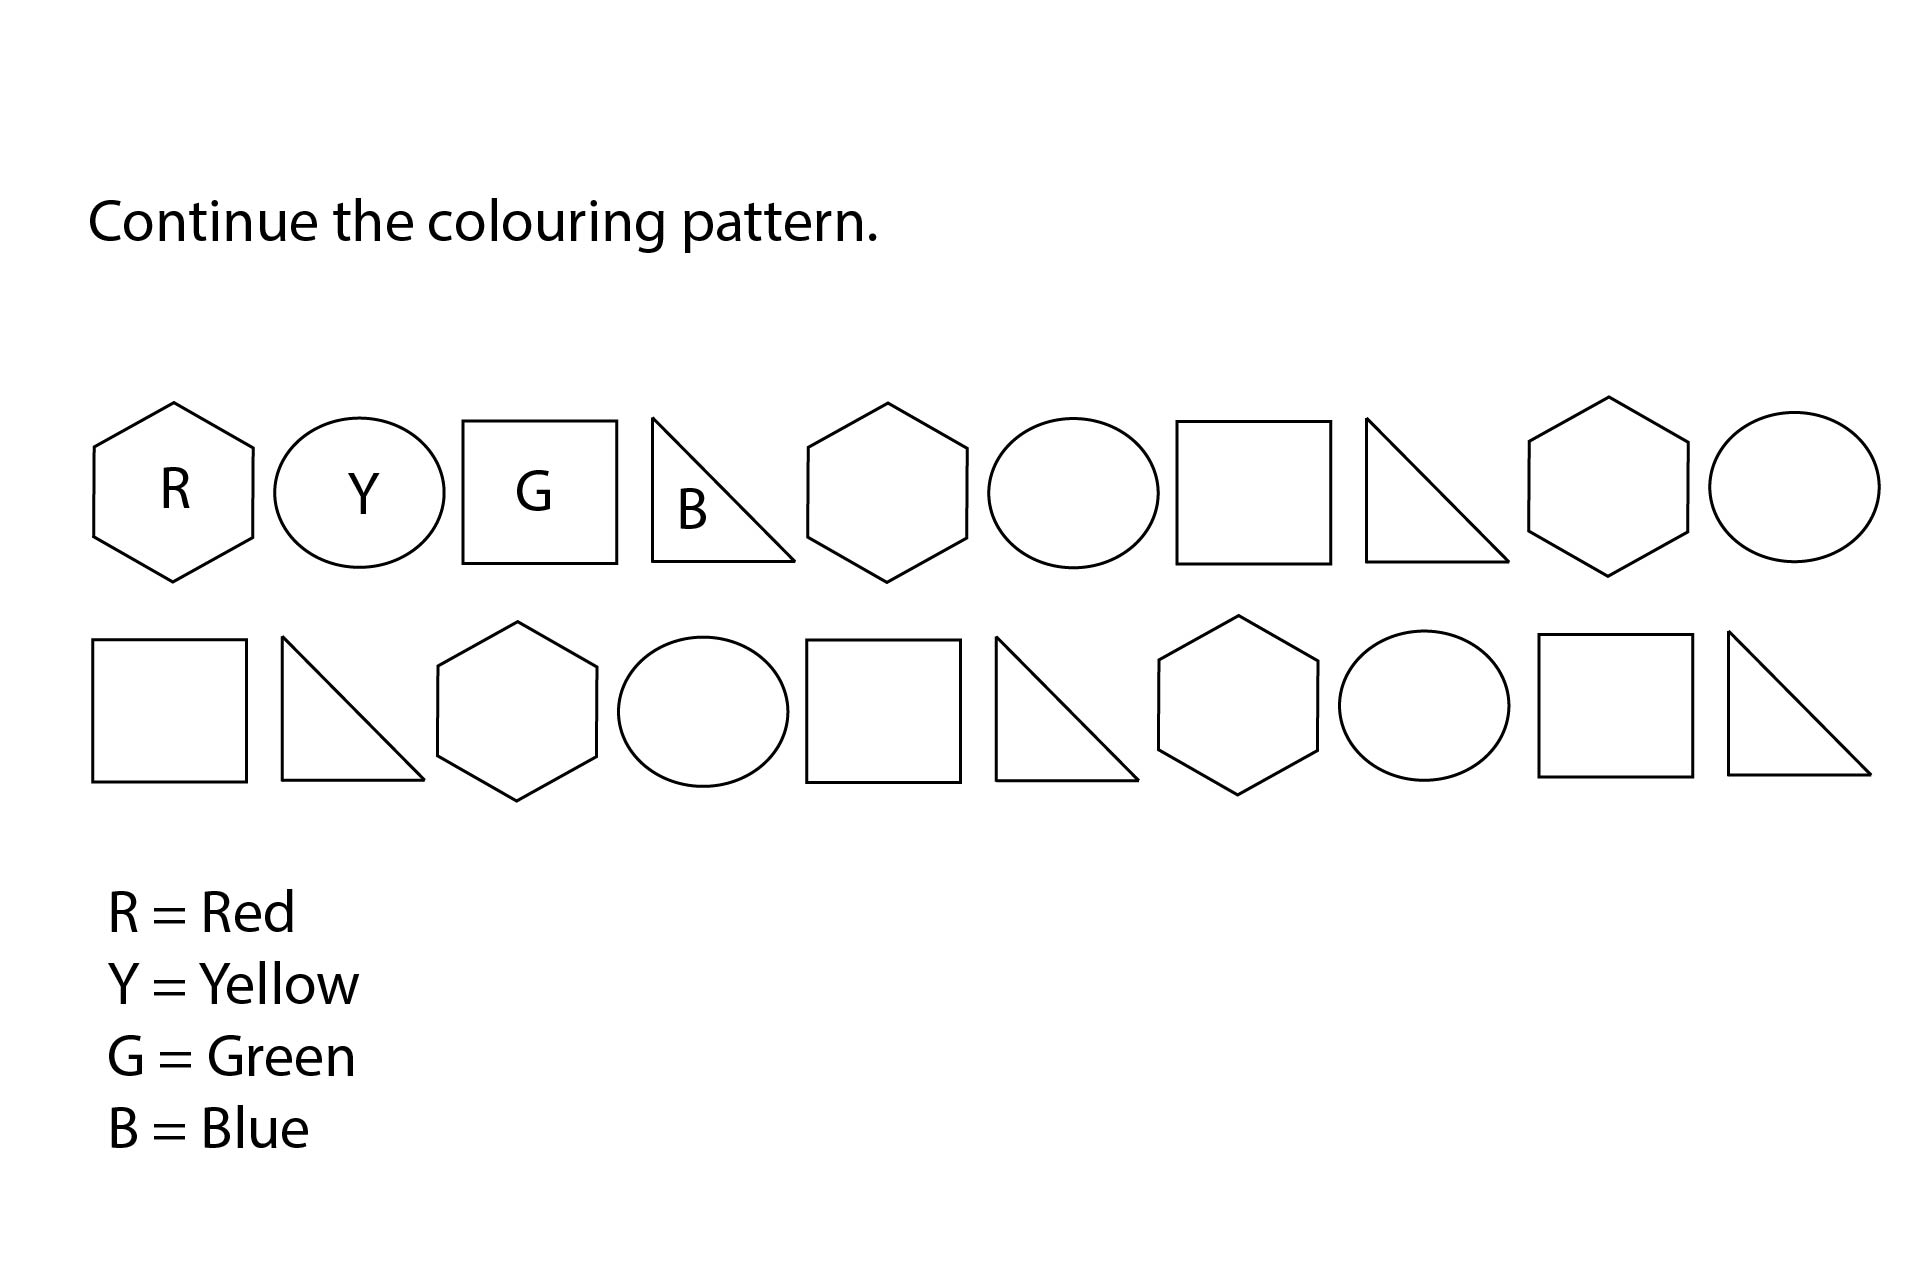 Continue the colouring pattern.
R Y G B
R = Red
Y = Yellow
G = Green
B = Blue